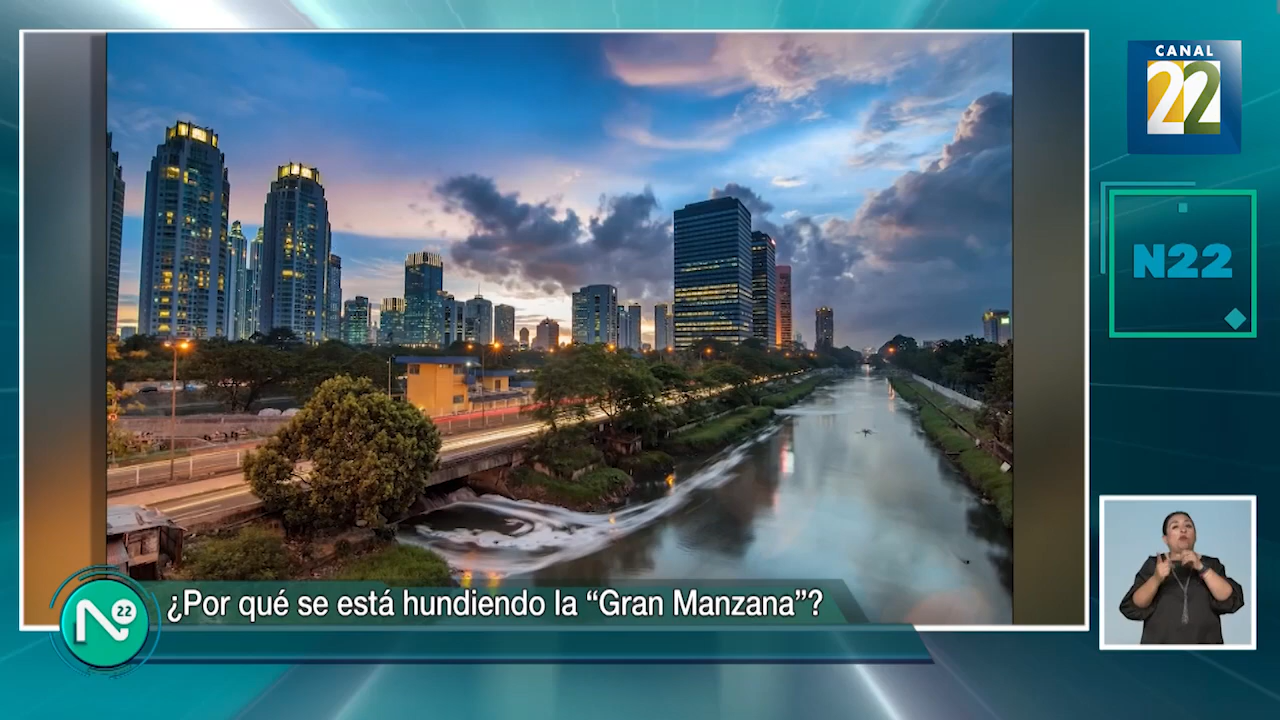 CANAL
22
N22
N 22
¿Por qué se está hundiendo la “Gran Manzana”?